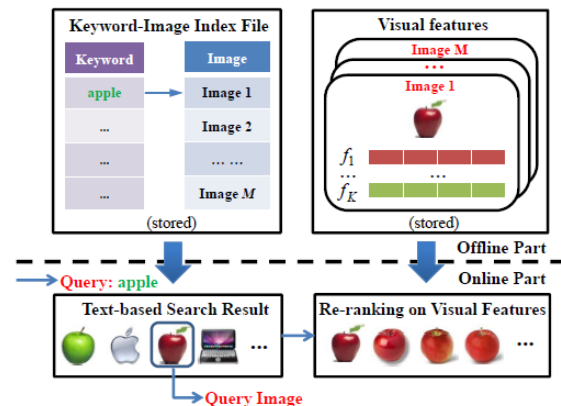 Keyword-Image Index File
Keyword
Image
apple
Image 1
...
Image 2
...
... ...
...
Image M
(stored)
Visual features
Image M
...
Image 1
f1
...
...
fK
(stored)
Offline Part
Online Part
Query: apple
Text-based Search Result
...
Query Image
Re-ranking on Visual Features
...